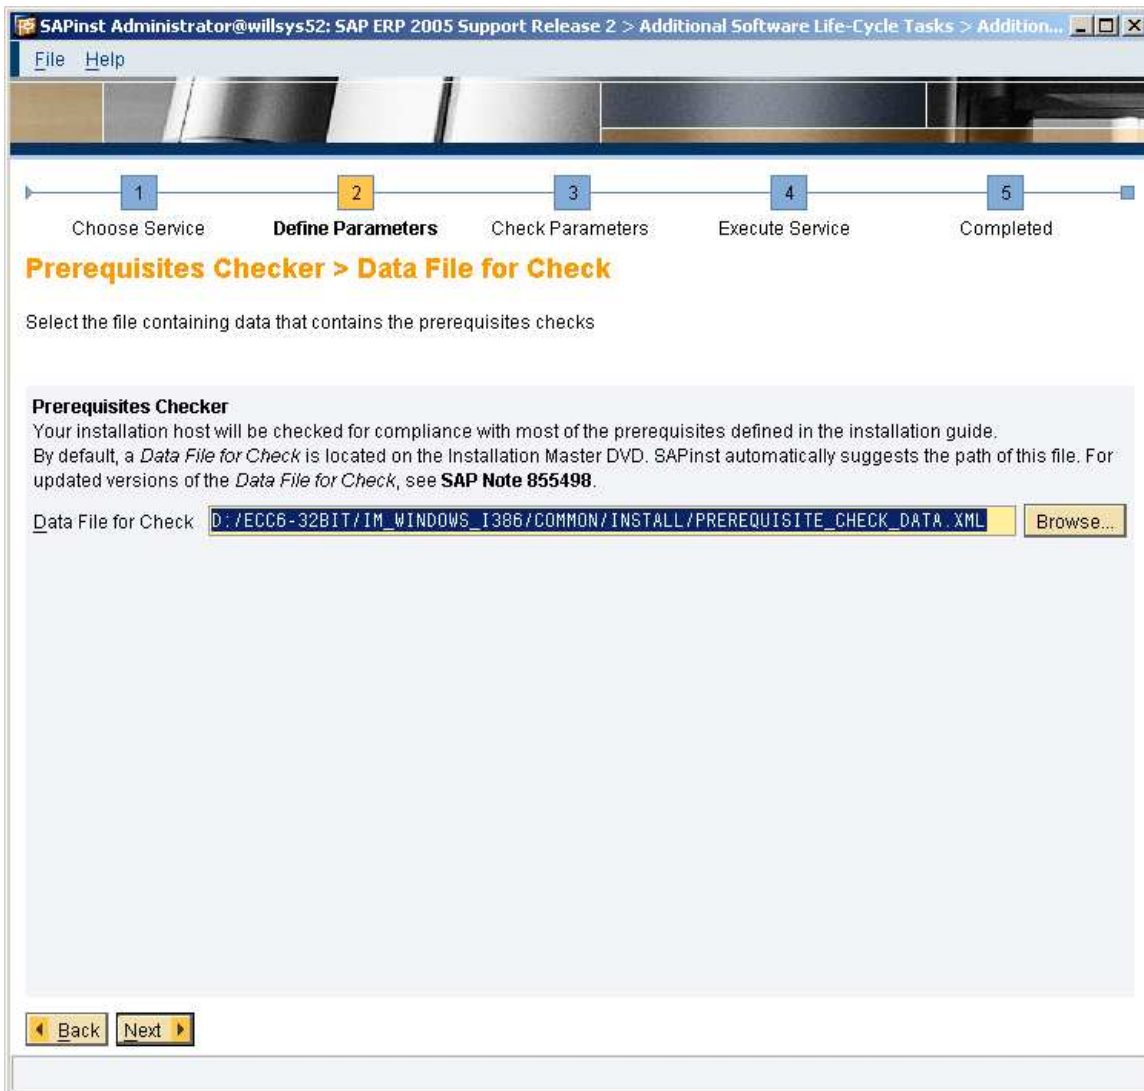 SAPinst Administrator@willsys52: SAP ERP 2005 Support Release 2 > Additional Software Life-Cycle Tasks > Addition...
File Help
1 2 3 4 5
Choose Service Define Parameters Check Parameters Execute Service Completed
Prerequisites Checker > Data File for Check
Select the file containing data that contains the prerequisites checks
Prerequisites Checker
Your installation host will be checked for compliance with most of the prerequisites defined in the installation guide.
By default, a Data File for Check is located on the Installation Master DVD. SAPinst automatically suggests the path of this file. For
updated versions of the Data File for Check, see SAP Note 855498.
Data File for Check D:/ECC6-32BIT/IM_WINDOWS_I386/COMMON/INSTALL/PREREQUISITE_CHECK_DATA.XML Browse...
Back Next